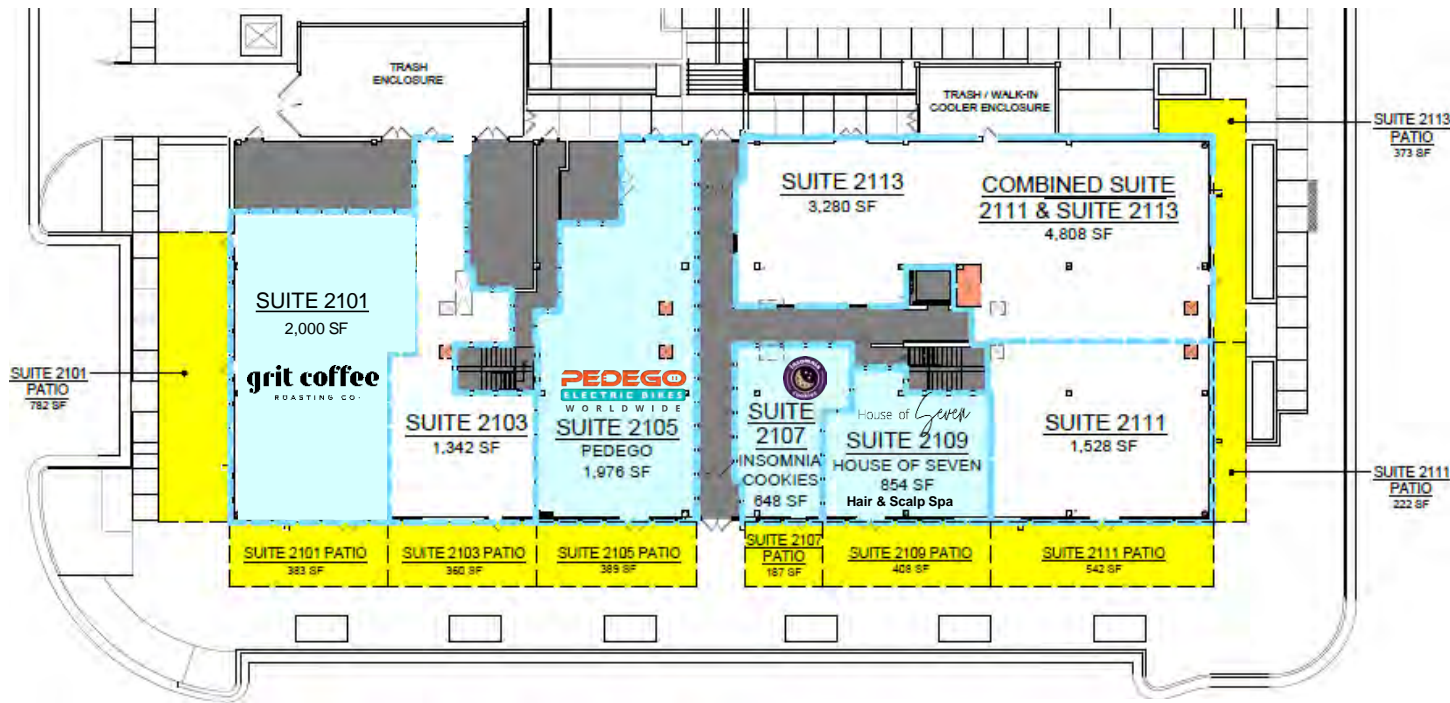 TRASH
ENCLOSURE
TRASH / WALK-IN
COOLER ENCLOSURE
SUITE 2113
PATIO
373 SF
SUITE 2113
3,280 SF
COMBINED SUITE
2111 & SUITE 2113
4,808 SF
SUITE 2101
2,000 SF
grit coffee
ROASTING CO.
SUITE 2101
PATIO
782 SF
SUITE 2103
1,342 SF
PEDEGO
ELECTRIC BIKES
WORLDWIDE
SUITE 2105
PEDEGO
1,976 SF
INSOMNIA
COOKIES
SUITE
2107
INSOMNIA
COOKIES
648 SF
House of Seven
SUITE 2109
HOUSE OF SEVEN
854 SF
Hair & Scalp Spa
SUITE 2111
1,528 SF
SUITE 2111
PATIO
222 SF
SUITE 2101 PATIO
383 SF
SUITE 2103 PATIO
360 SF
SUITE 2105 PATIO
389 SF
SUITE 2107
PATIO
187 SF
SUITE 2109 PATIO
408 SF
SUITE 2111 PATIO
542 SF